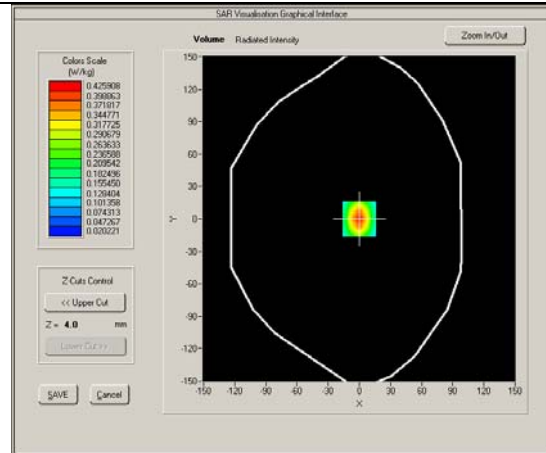 SAR Visualisation Graphical Interface
Volume Radiated Intensity
Zoom In/Out
Colors Scale
(W/kg)
0.425908
0.398863
0.371817
0.344771
0.317725
0.290679
0.263633
0.236588
0.209542
0.182496
0.155450
0.128404
0.101358
0.074313
0.047267
0.020221
Z Cuts Control
<< Upper Cut
Z = 4.0 mm
Lower Cut >>
SAVE Cancel
150
120
90
60
30
0
-30
-60
-90
-120
-150
Y
-150 -120 -90 -60 -30 0 30 60 90 120 150
X